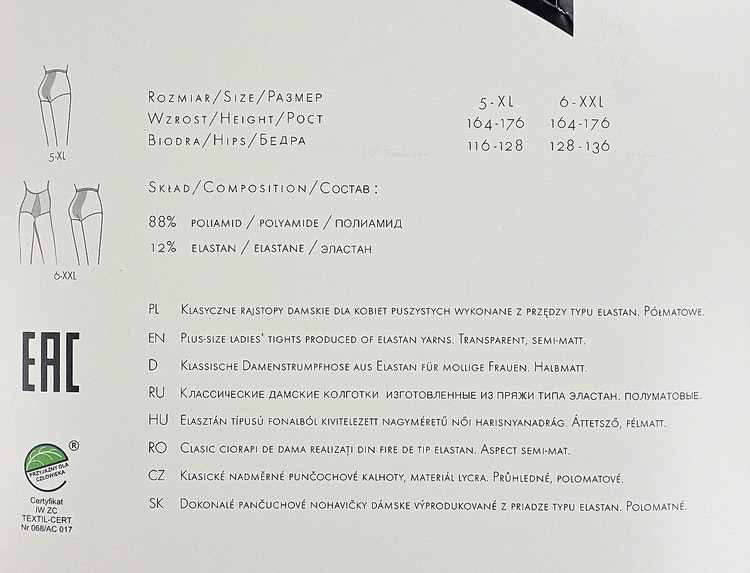 5-XL
6-XXL
Rozmiar/Size/Размер 5-XL 6-XXL
Wzrost/Height/Рост 164-176 164-176
Biodra/Hips/Бедра 116-128 128-136
Skład/Composition/Состав :
88% poliamid / polyamide / полиамид
12% elastan / elastane / эластан
PL Klasyczne rajstopy damskie dla kobiet puszystych wykonane z przędzy typu elastan. Półmatowe.
EN Plus-size ladies' tights produced of elastan yarns. Transparent, semi-matt.
D Klassische Damenstrumpfhose aus Elastan für mollige Frauen. Halbmatt.
RU Классические дамские колготки изготовленные из пряжи типа эластан. полуматовые.
HU Elasztán típusú fonalból kivitelezett nagyméretű női harisnyanadrág. Áttetsző, félmatt.
RO Clasic ciorapi de dama realizați din fire de tip elastan. Aspect semi-mat.
CZ Klasické nadměrné punčochové kalhoty, materiál lycra. Průhledné, polomatové.
SK Dokonalé pančuchové nohavičky dámske výprodukované z priadze typu elastan. Polomatné.
EAC
®
PRZYJAZNY DLA
CZŁOWIEKA
Certyfikat
IW ZC
TEXTIL-CERT
Nr 068/AC 017